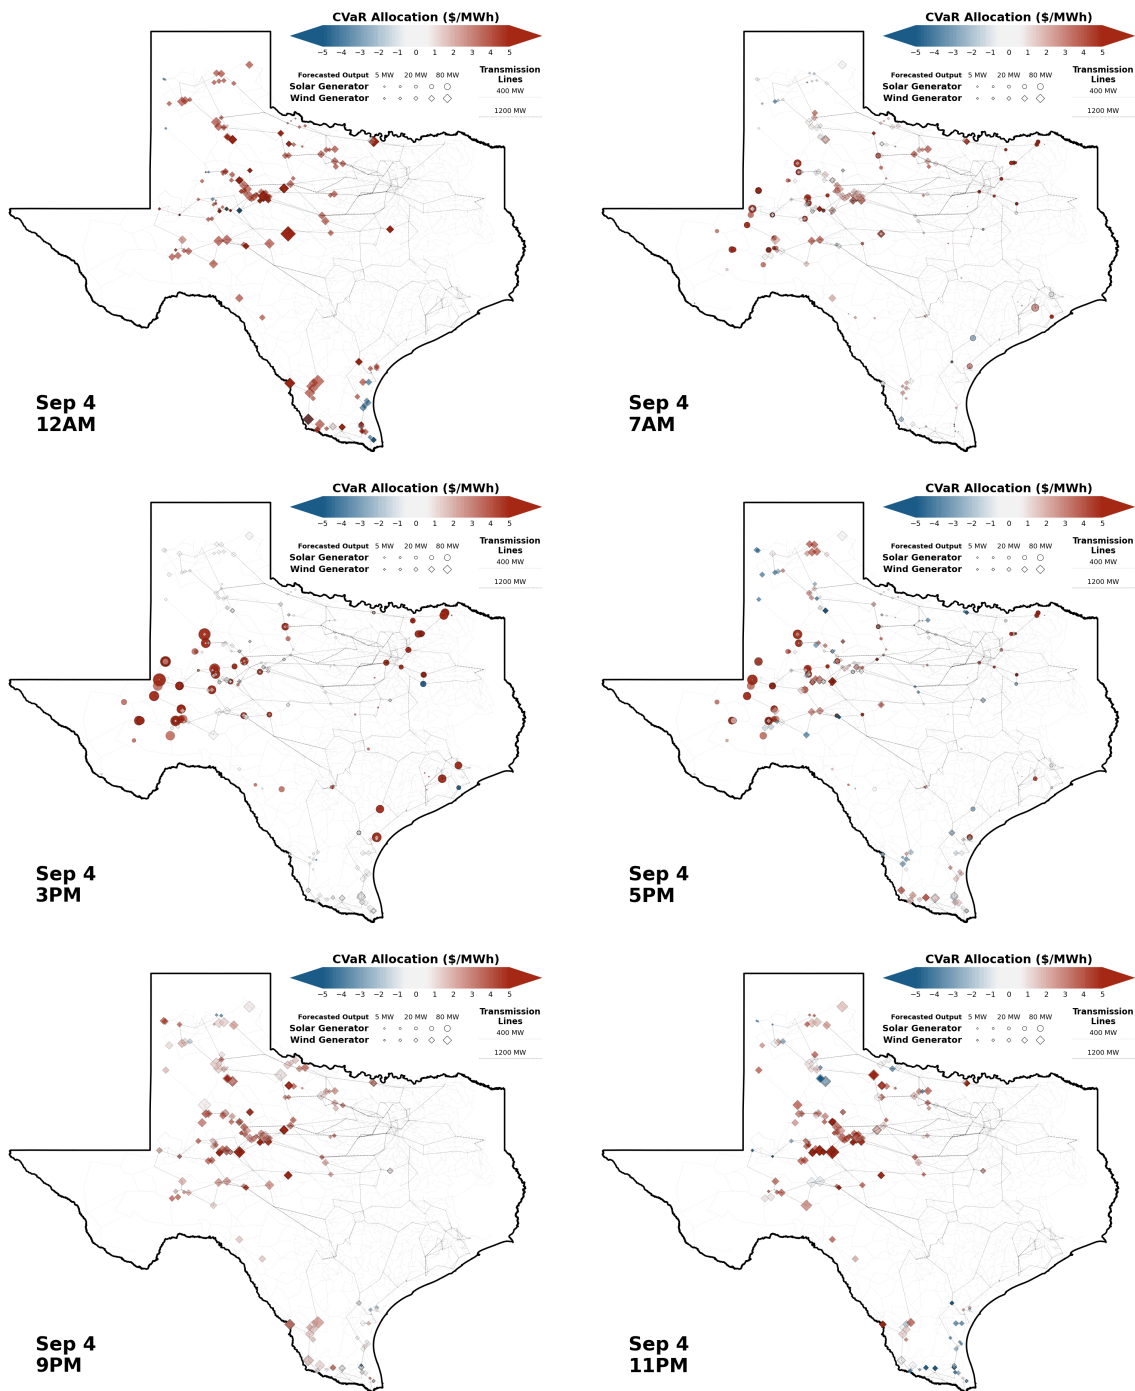 CVaR Allocation ($/MWh)
−5 −4 −3 −2 −1 0 1 2 3 4 5
Forecasted Output 5 MW 20 MW 80 MW
Solar Generator
Wind Generator
Transmission
Lines
400 MW
1200 MW
Sep 4
12AM
CVaR Allocation ($/MWh)
−5 −4 −3 −2 −1 0 1 2 3 4 5
Forecasted Output 5 MW 20 MW 80 MW
Solar Generator
Wind Generator
Transmission
Lines
400 MW
1200 MW
Sep 4
7AM
CVaR Allocation ($/MWh)
−5 −4 −3 −2 −1 0 1 2 3 4 5
Forecasted Output 5 MW 20 MW 80 MW
Solar Generator
Wind Generator
Transmission
Lines
400 MW
1200 MW
Sep 4
3PM
CVaR Allocation ($/MWh)
−5 −4 −3 −2 −1 0 1 2 3 4 5
Forecasted Output 5 MW 20 MW 80 MW
Solar Generator
Wind Generator
Transmission
Lines
400 MW
1200 MW
Sep 4
5PM
CVaR Allocation ($/MWh)
−5 −4 −3 −2 −1 0 1 2 3 4 5
Forecasted Output 5 MW 20 MW 80 MW
Solar Generator
Wind Generator
Transmission
Lines
400 MW
1200 MW
Sep 4
9PM
CVaR Allocation ($/MWh)
−5 −4 −3 −2 −1 0 1 2 3 4 5
Forecasted Output 5 MW 20 MW 80 MW
Solar Generator
Wind Generator
Transmission
Lines
400 MW
1200 MW
Sep 4
11PM